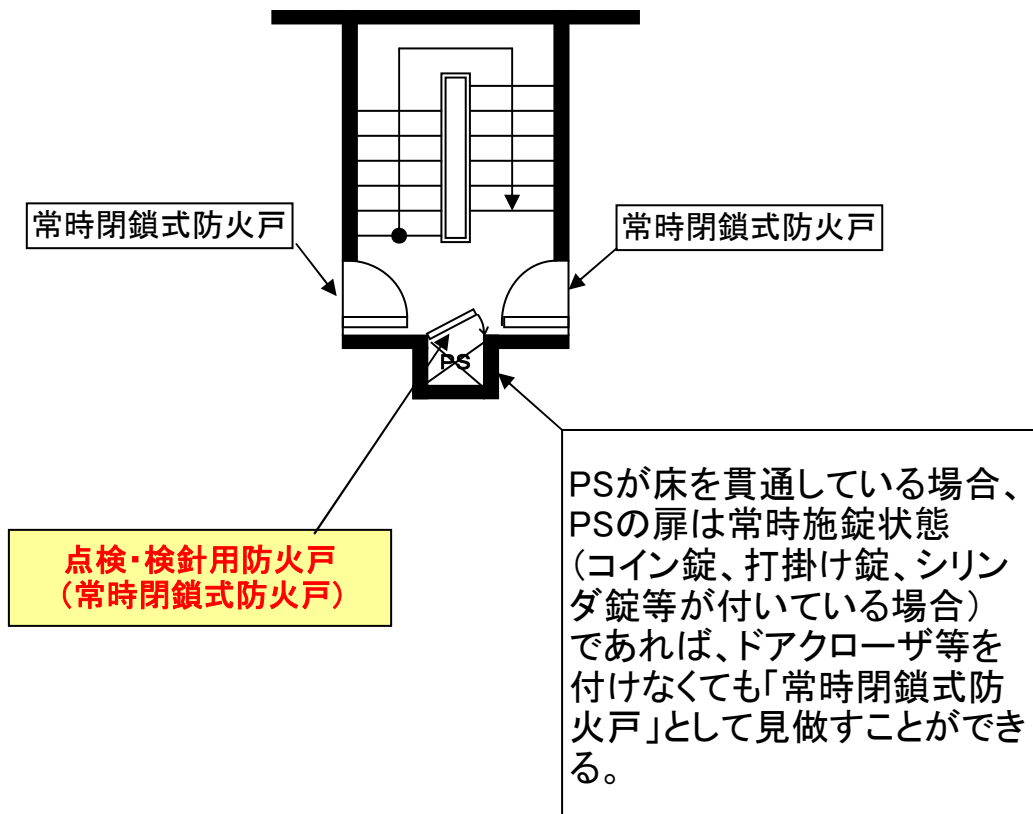 常時閉鎖式防火戸
常時閉鎖式防火戸
PS
点検・検針用防火戸
（常時閉鎖式防火戸）
PSが床を貫通している場合、
PSの扉は常時施錠状態
（コイン錠、打掛け錠、シリン
ダ錠等が付いている場合）
であれば、ドアクローザ等を
付けなくても「常時閉鎖式防
火戸」として見做すことができ
る。